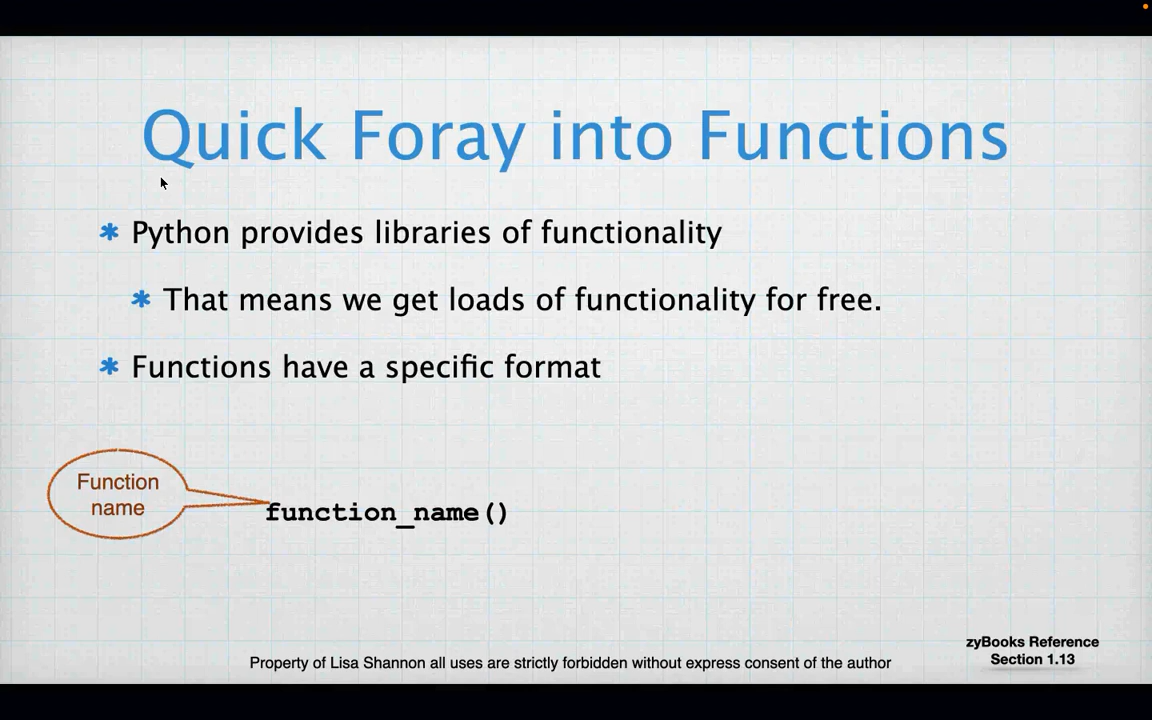 Quick Foray into Functions
✱ Python provides libraries of functionality
✱ That means we get loads of functionality for free.
✱ Functions have a specific format
Function
name
function_name()
zyBooks Reference
Section 1.13
Property of Lisa Shannon all uses are strictly forbidden without express consent of the author